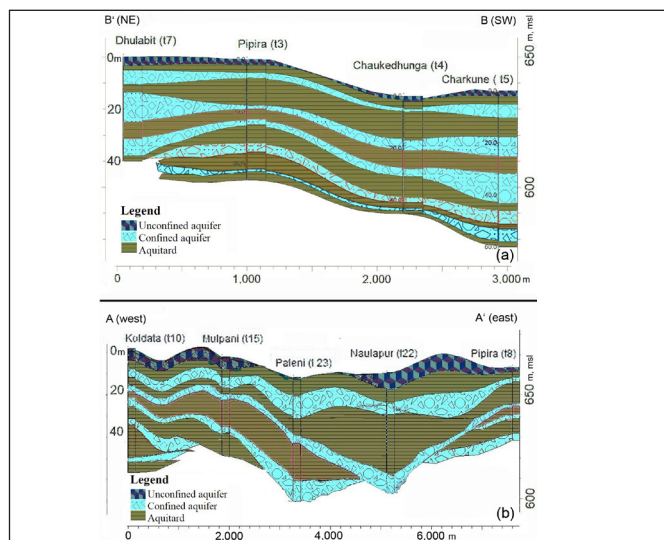 B' (NE) B (SW)
Dhulabit (t7) Pipira (t3) Chaukedhunga (t4) Charkune (t5)
650
m, msl
600
0m
20
40
20.0
40.0
60.0
Legend
Unconfined aquifer
Confined aquifer
Aquitard
(a)
0 1,000 2,000 3,000 m
A (west) A' (east)
Koldata (t10) Mulpani (t15) Paleni (t23) Naulapur (t22) Pipira (t8)
650
m, msl
600
0m
20
40
Legend
Unconfined aquifer
Confined aquifer
Aquitard
(b)
0 2,000 4,000 6,000 m